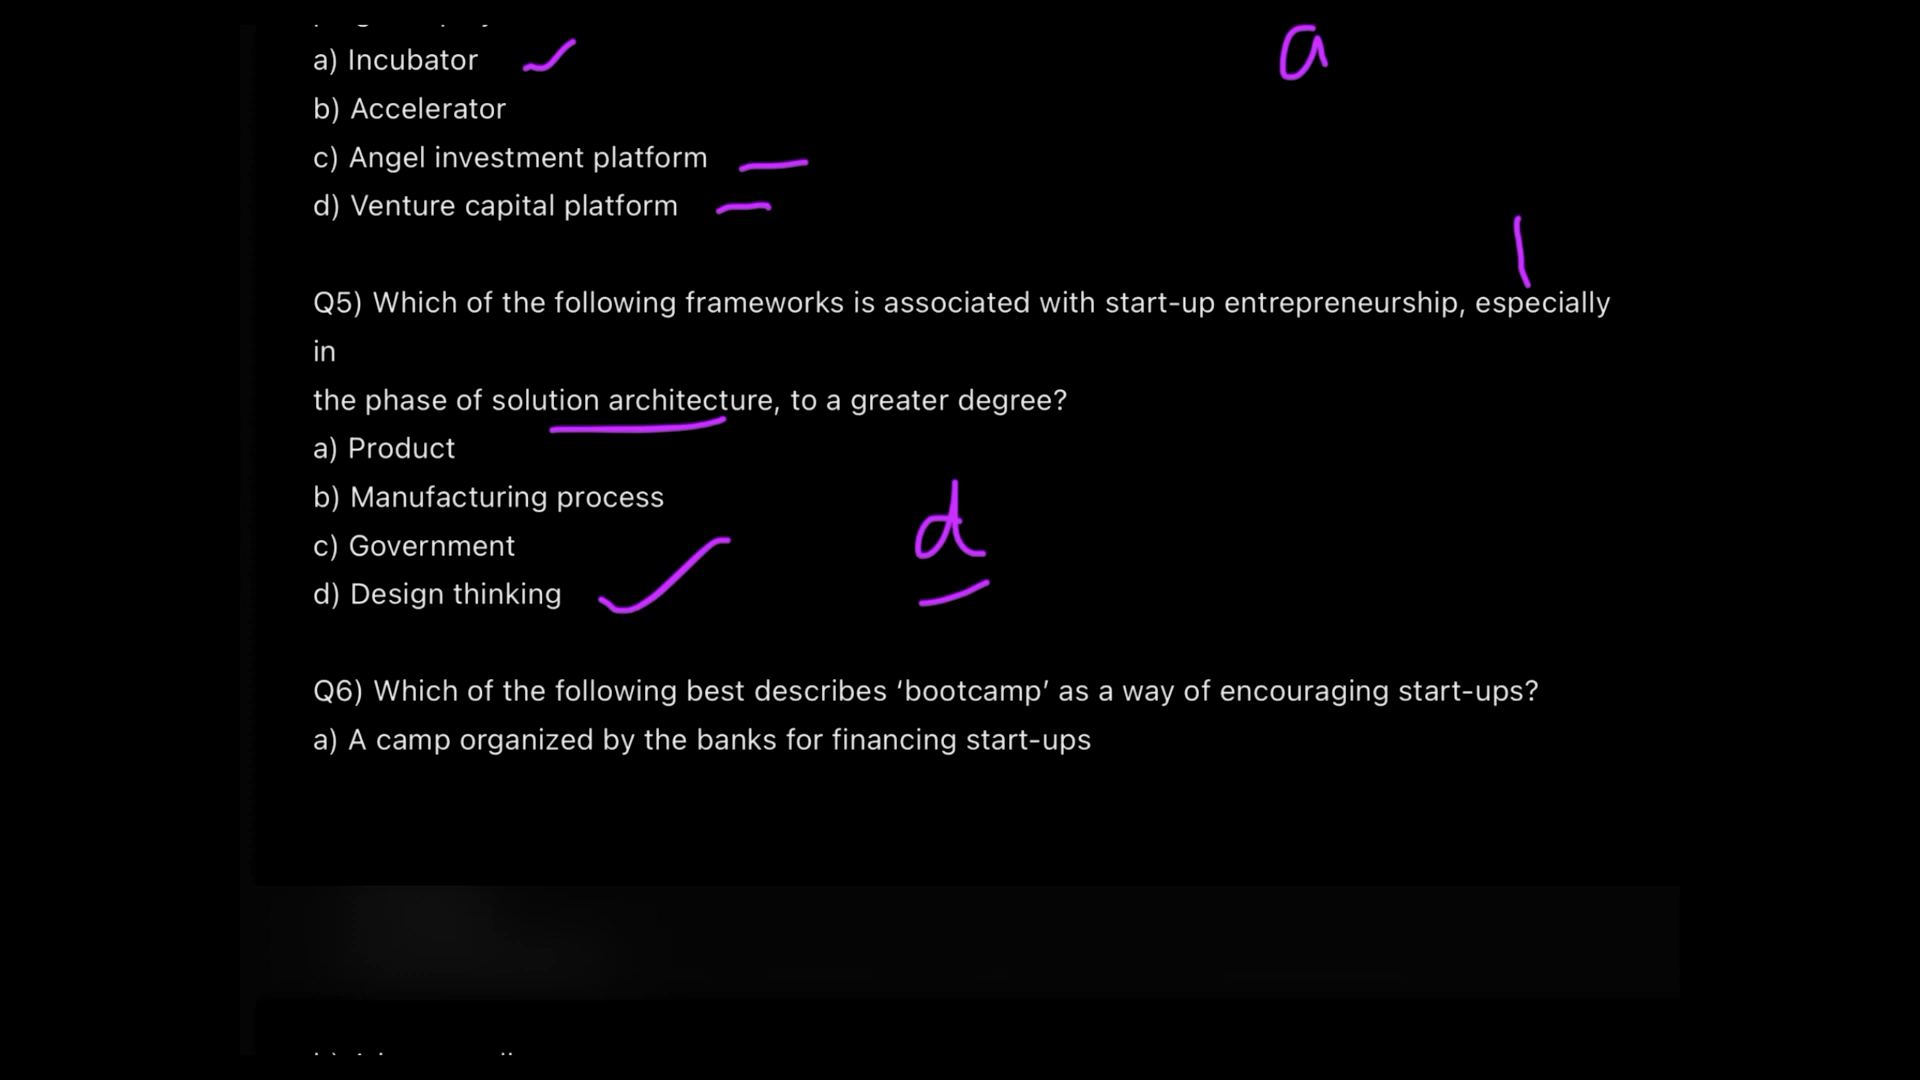 a) Incubator
a
b) Accelerator
c) Angel investment platform
d) Venture capital platform
Q5) Which of the following frameworks is associated with start-up entrepreneurship, especially
in
the phase of solution architecture, to a greater degree?
a) Product
b) Manufacturing process
d
c) Government
d) Design thinking
Q6) Which of the following best describes ‘bootcamp’ as a way of encouraging start-ups?
a) A camp organized by the banks for financing start-ups